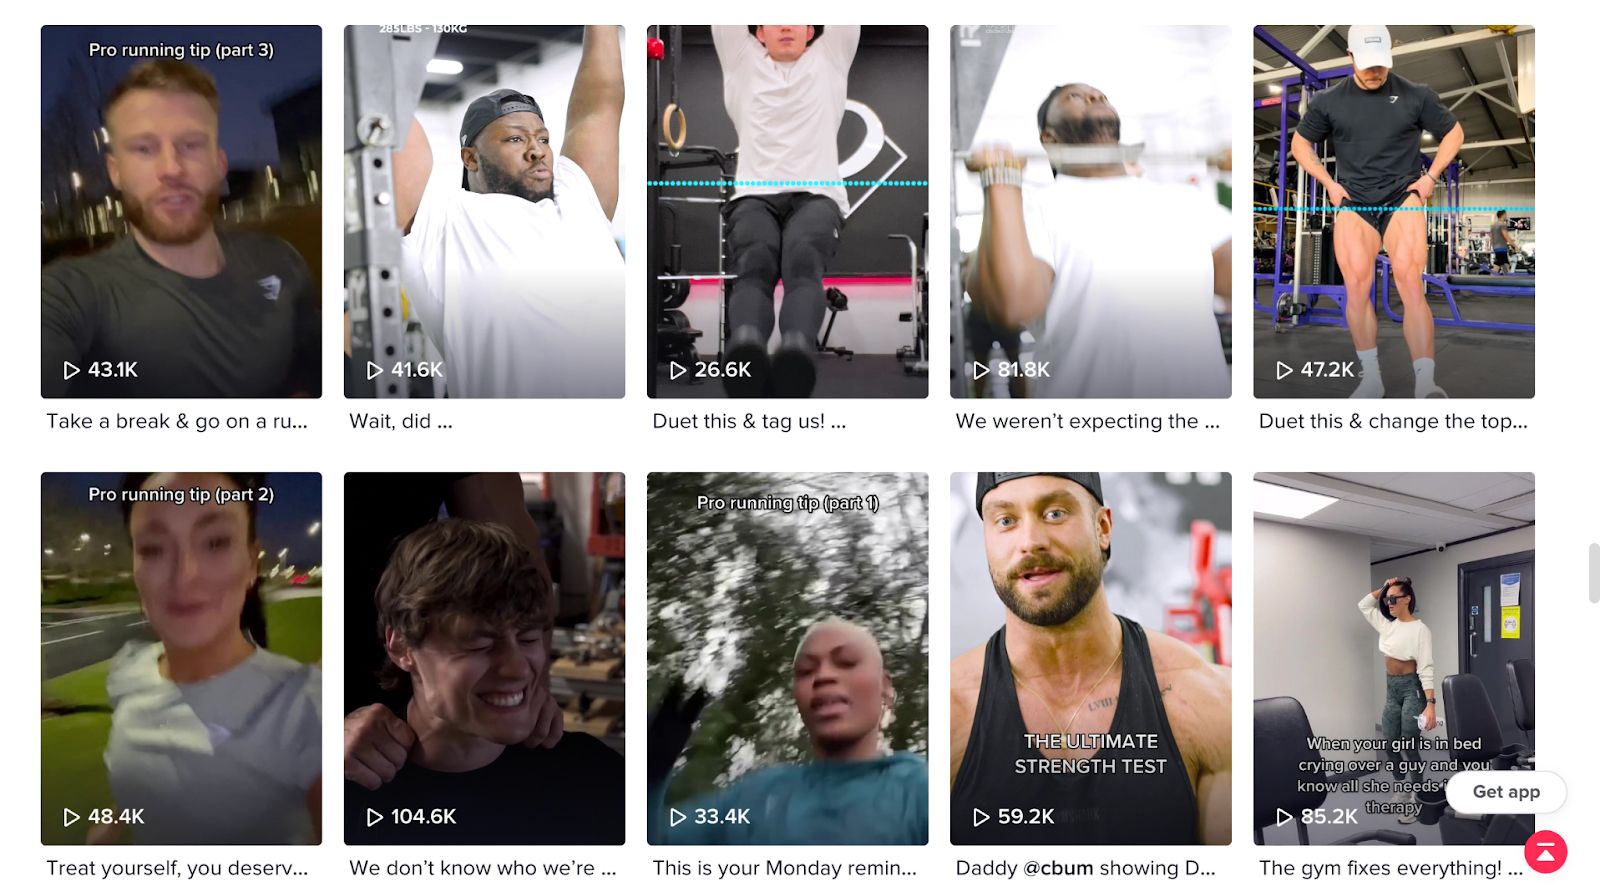 Pro running tip (part 3)
285LBS - 130KG
43.1K
41.6K
26.6K
81.8K
47.2K
Take a break & go on a ru...
Wait, did ...
Duet this & tag us! ...
We weren’t expecting the ...
Duet this & change the top...
Pro running tip (part 2)
Pro running tip (part 1)
THE ULTIMATE
STRENGTH TEST
When your girl is in bed
crying over a guy and you
know all she needs
therapy
Get app
48.4K
104.6K
33.4K
59.2K
85.2K
Treat yourself, you deserv...
We don’t know who we’re ...
This is your Monday remin...
Daddy @cbum showing D...
The gym fixes everything! ...